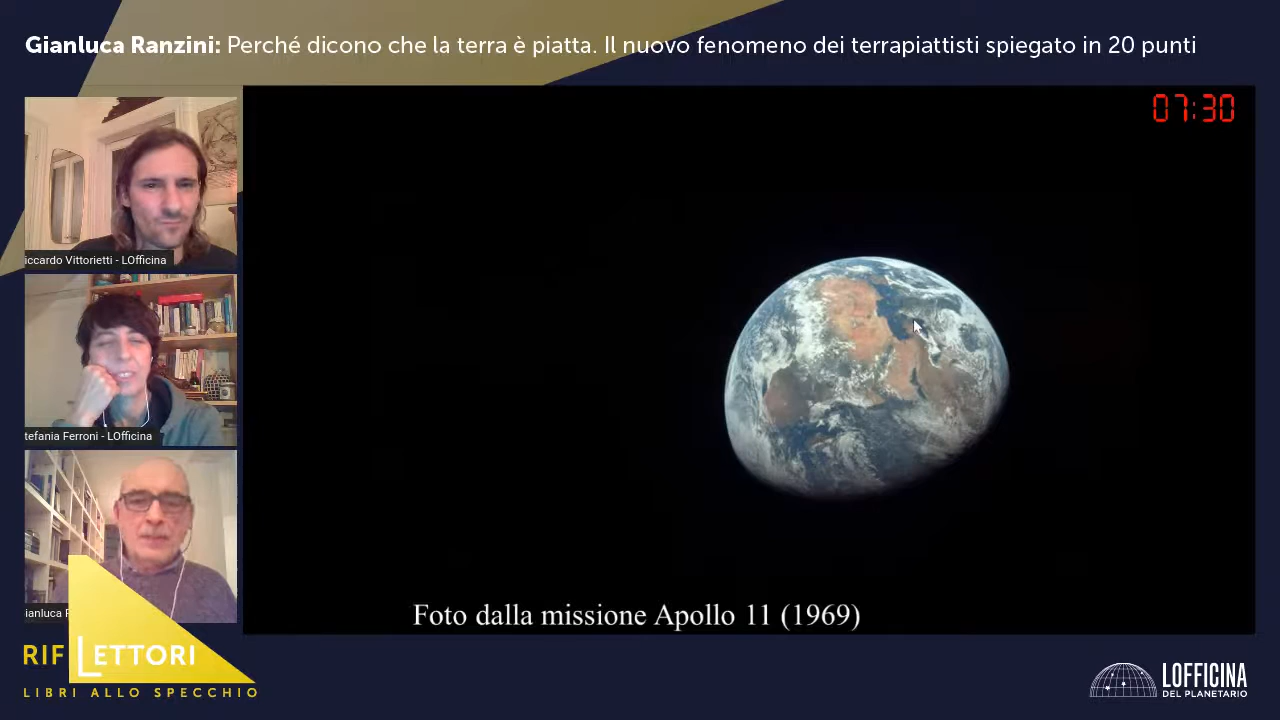 Gianluca Ranzini: Perché dicono che la terra è piatta. Il nuovo fenomeno dei terrapiattisti spiegato in 20 punti
07:30
iccardo Vittorietti - LOfficina
tefania Ferroni - LOfficina
ianluca
Foto dalla missione Apollo 11 (1969)
RIFLETTORI
LIBRI ALLO SPECCHIO
LOFFICINA
DEL PLANETARIO